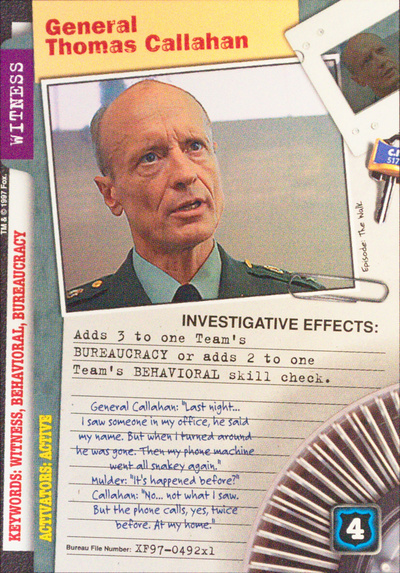 General
Thomas Callahan
WITNESS
TM & © 1997 Fox.
KEYWORDS: WITNESS, BEHAVIORAL, BUREAUCRACY
ACTIVATORS: ACTIVE
517
Episode: The Walk
INVESTIGATIVE EFFECTS:
Adds 3 to one Team's
BUREAUCRACY or adds 2 to one
Team's BEHAVIORAL skill check.
General Callahan: "Last night...
I saw someone in my office, he said
my name. But when I turned around
he was gone. Then my phone machine
went all snakey again."
Mulder: "It's happened before?"
Callahan: "No... not what I saw.
But the phone calls, yes, twice
before. At my home."
Bureau File Number: XF97-0492x1
4